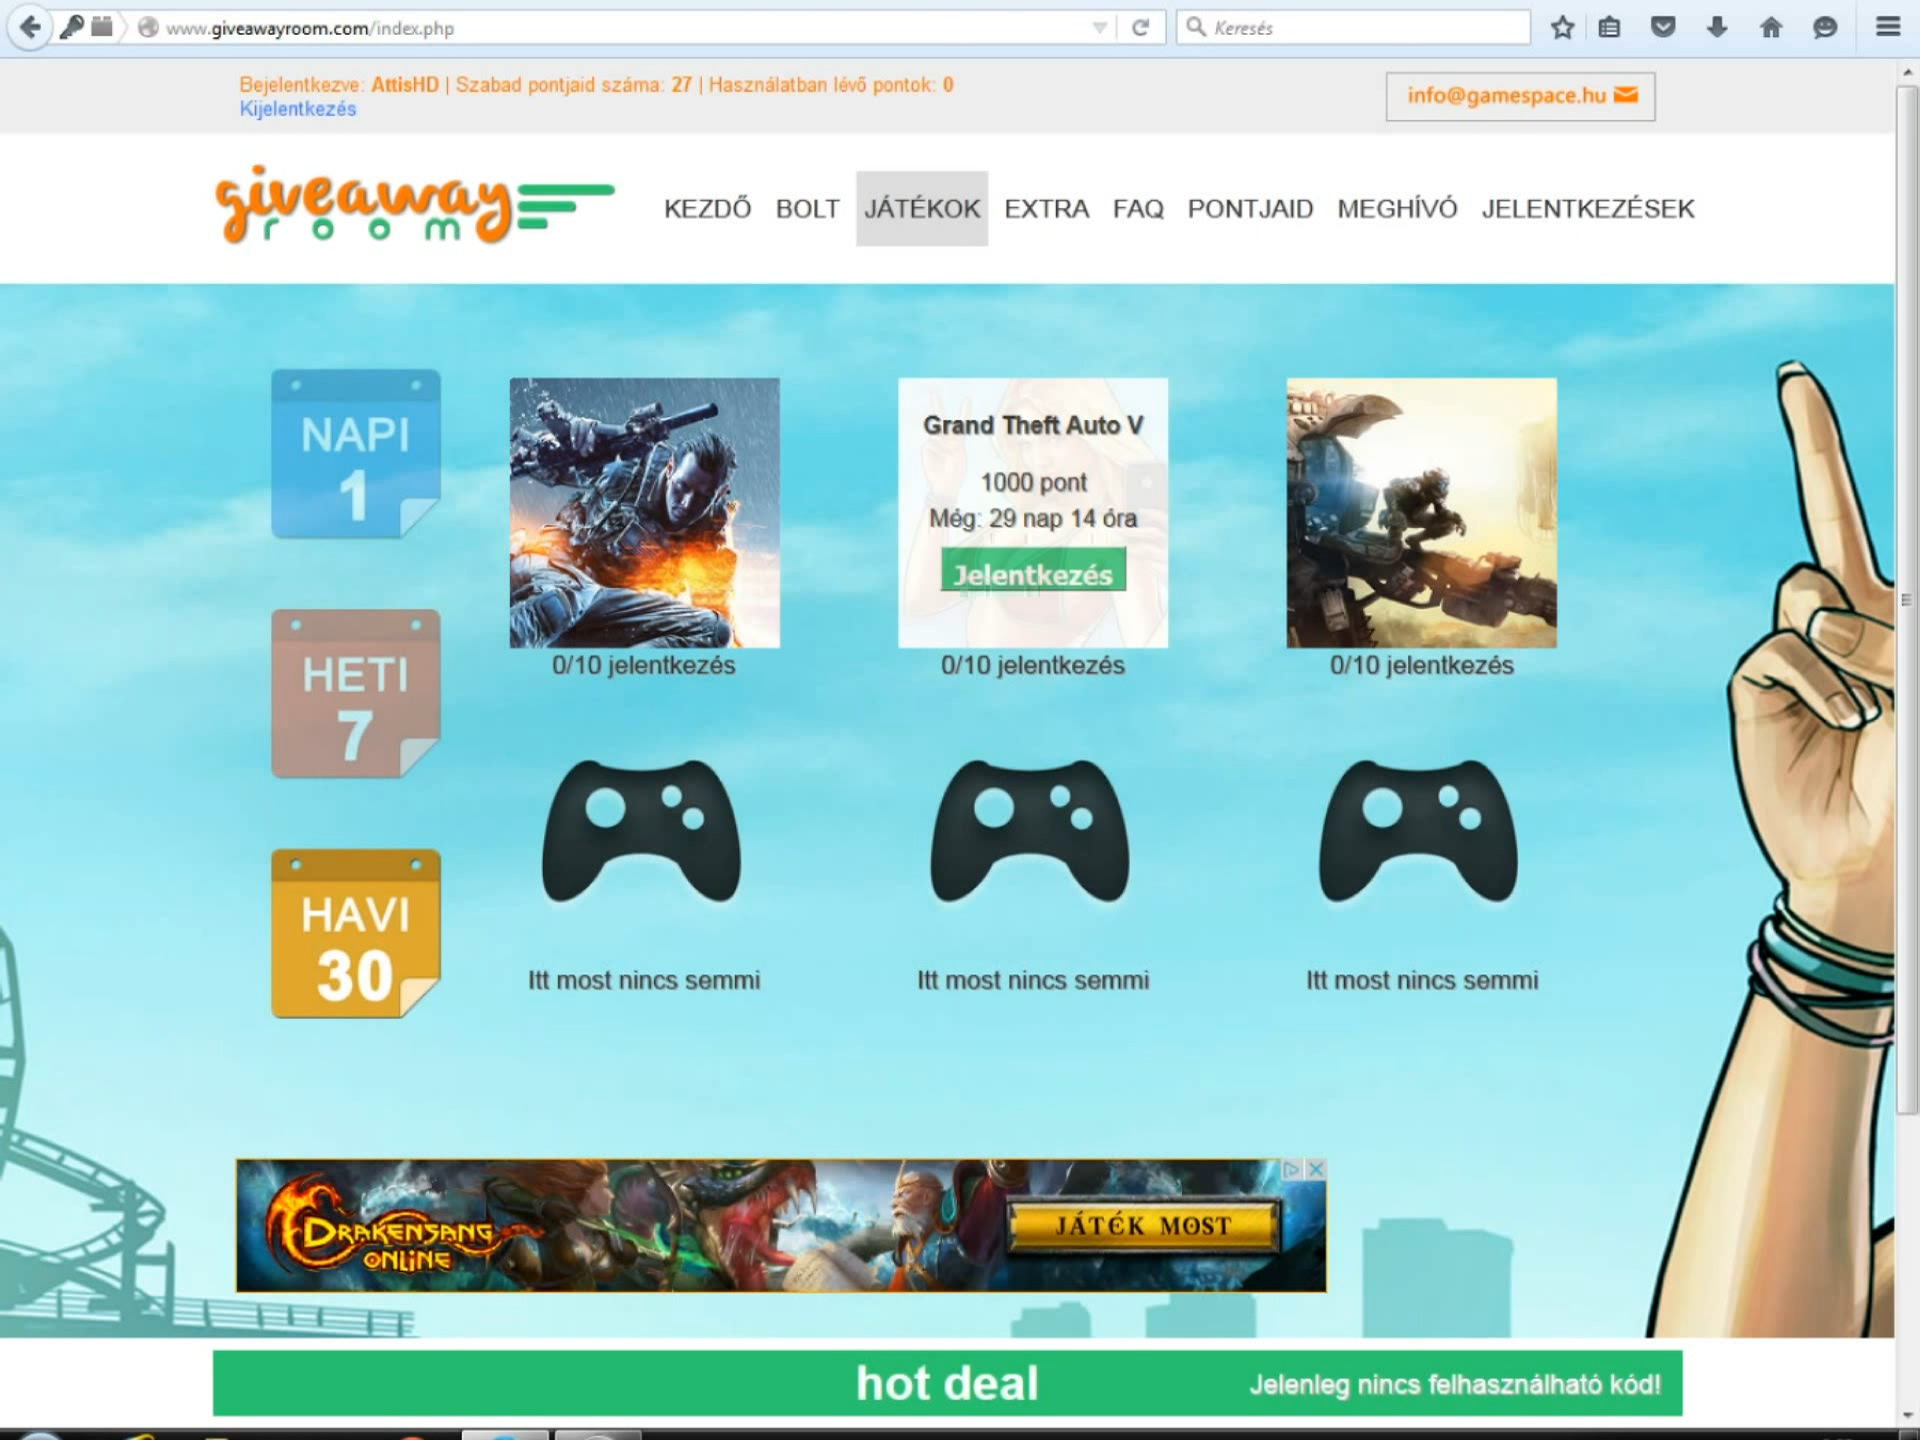 www.giveawayroom.com/index.php
Keresés
Bejelentkezve: AttisHD | Szabad pontjaid száma: 27 | Használatban lévő pontok: 0
Kijelentkezés
info@gamespace.hu
giveaway
room
KEZDŐ BOLT JÁTÉKOK EXTRA FAQ PONTJAID MEGHÍVÓ JELENTKEZÉSEK
NAPI
1
Grand Theft Auto V
1000 pont
Még: 29 nap 14 óra
Jelentkezés
0/10 jelentkezés
0/10 jelentkezés
0/10 jelentkezés
HETI
7
HAVI
30
Itt most nincs semmi
Itt most nincs semmi
Itt most nincs semmi
DRAKENSANG
ONLINE
JÁTÉK MOST
hot deal
Jelenleg nincs felhasználható kód!